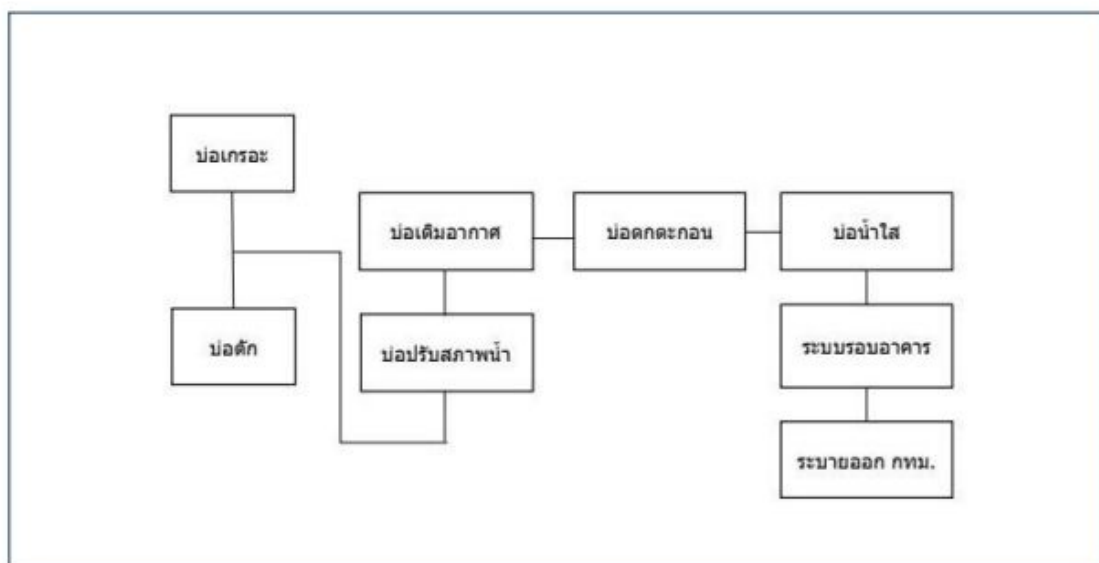 บ่อเกรอะ
บ่อดัก
บ่อปรับสภาพน้ำ
บ่อเติมอากาศ
บ่อตกตะกอน
บ่อน้ำใส
ระบบรอบอาคาร
ระบายออก กทม.